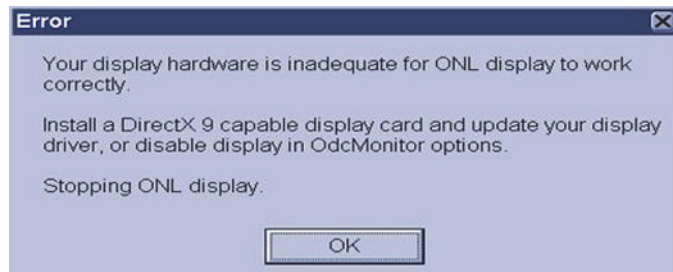 Error
Your display hardware is inadequate for ONL display to work
correctly.
Install a DirectX 9 capable display card and update your display
driver, or disable display in OdcMonitor options.
Stopping ONL display.
OK